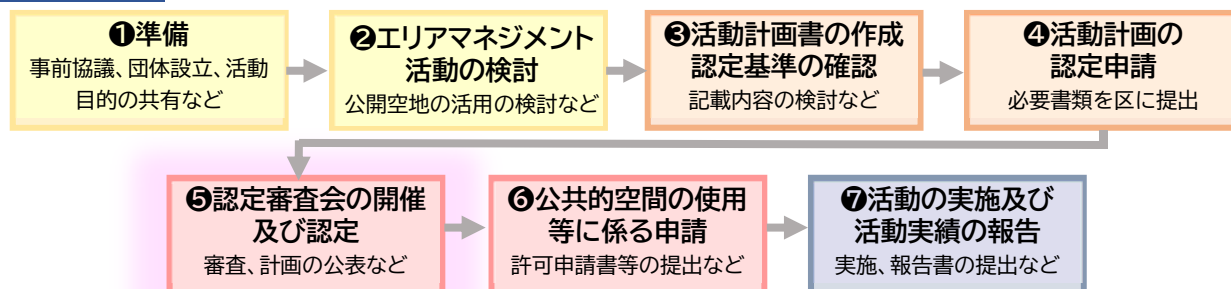 ❶準備
事前協議、団体設立、活動
目的の共有など
❷エリアマネジメント
活動の検討
公開空地の活用の検討など
❸活動計画書の作成
認定基準の確認
記載内容の検討など
❹活動計画の
認定申請
必要書類を区に提出
❺認定審査会の開催
及び認定
審査、計画の公表など
❻公共的空間の使用
等に係る申請
許可申請書等の提出など
❼活動の実施及び
活動実績の報告
実施、報告書の提出など